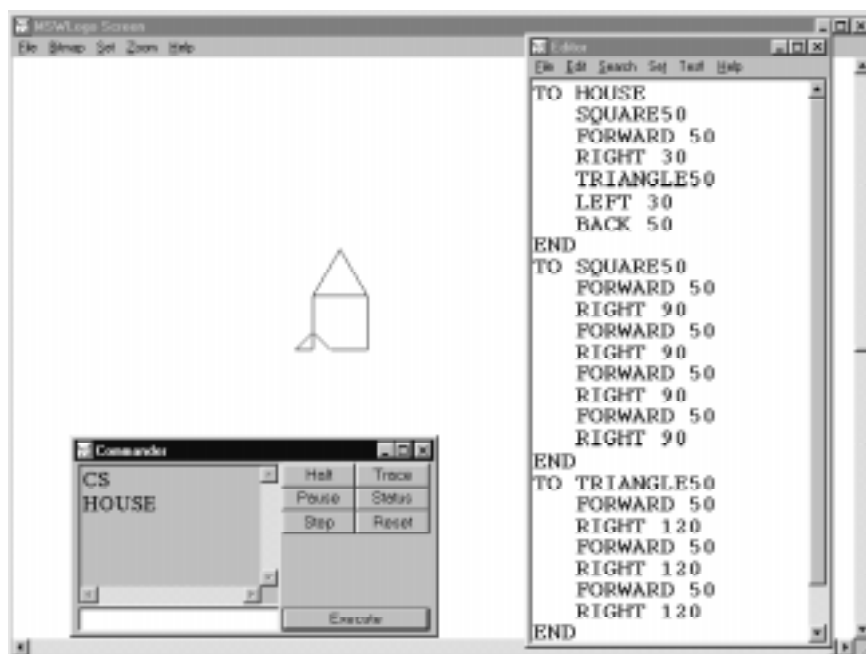 MSWLogo Screen
File Bitmap Set Zoom Help
Editor
File Edit Search Set Test Help
TO HOUSE
SQUARE50
FORWARD 50
RIGHT 30
TRIANGLE50
LEFT 30
BACK 50
END
TO SQUARE50
FORWARD 50
RIGHT 90
FORWARD 50
RIGHT 90
FORWARD 50
RIGHT 90
FORWARD 50
RIGHT 90
END
TO TRIANGLE50
FORWARD 50
RIGHT 120
FORWARD 50
RIGHT 120
FORWARD 50
RIGHT 120
END
Commander
CS
HOUSE
Halt Trace
Pause Status
Step Reset
Execute